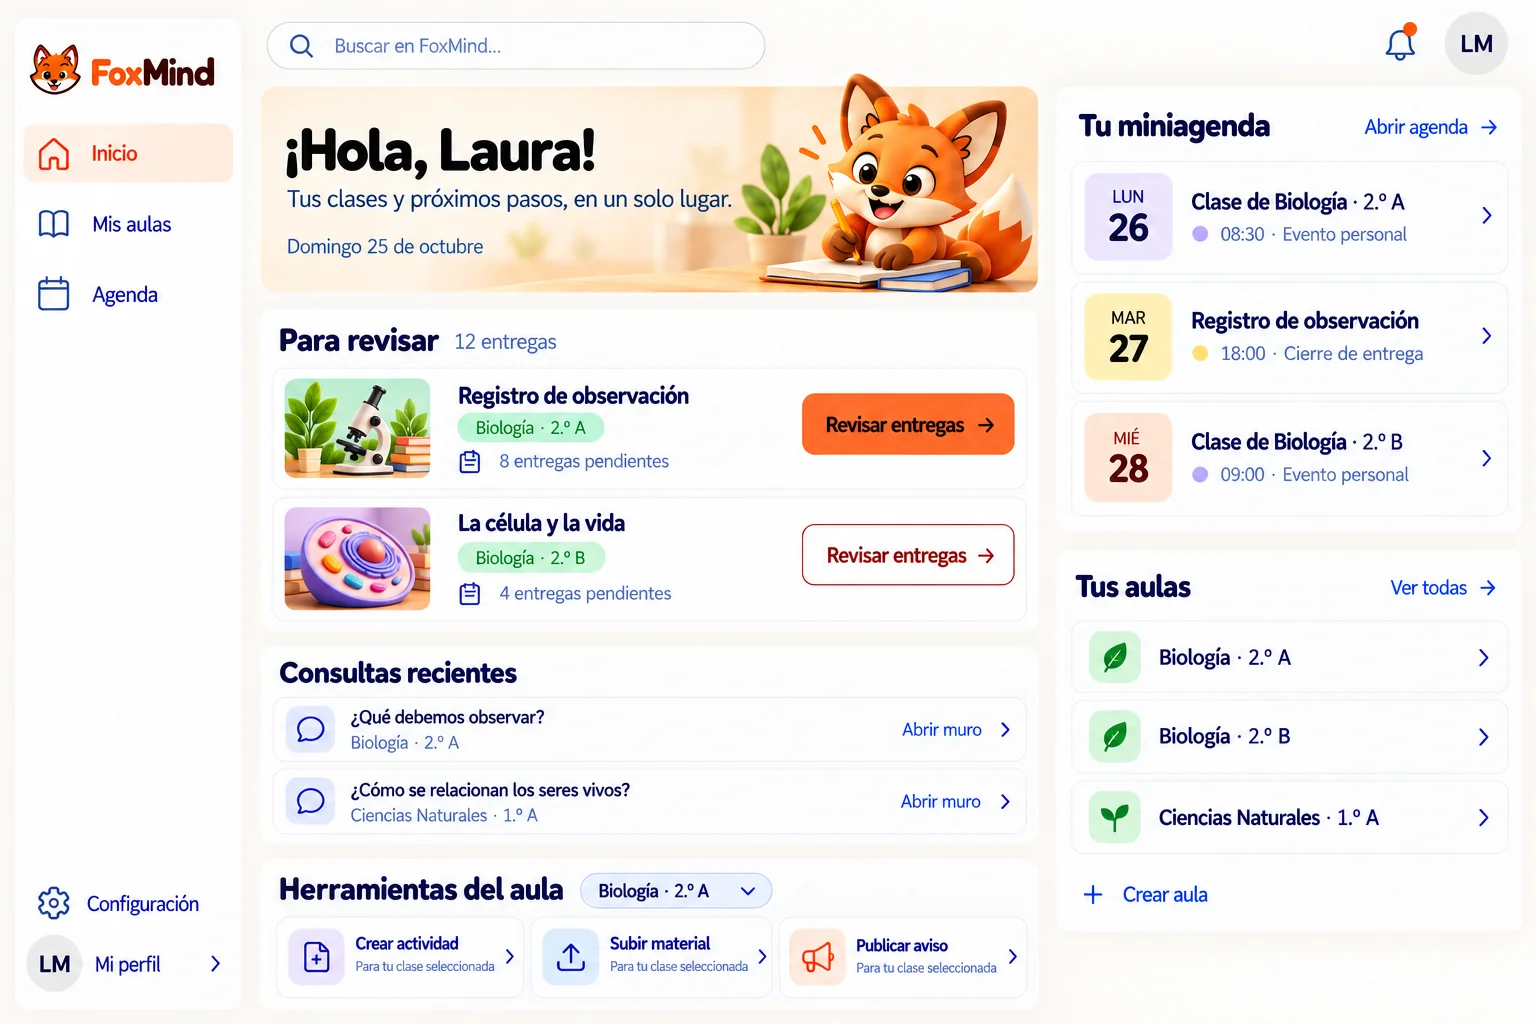 FoxMind
Inicio
Mis aulas
Agenda
Configuración
LM
Mi perfil
Buscar en FoxMind...
LM
¡Hola, Laura!
Tus clases y próximos pasos, en un solo lugar.
Domingo 25 de octubre
Para revisar
12 entregas
Registro de observación
Biología · 2.º A
8 entregas pendientes
Revisar entregas
La célula y la vida
Biología · 2.º B
4 entregas pendientes
Revisar entregas
Consultas recientes
¿Qué debemos observar?
Biología · 2.º A
Abrir muro
¿Cómo se relacionan los seres vivos?
Ciencias Naturales · 1.º A
Abrir muro
Herramientas del aula
Biología · 2.º A
Crear actividad
Para tu clase seleccionada
Subir material
Para tu clase seleccionada
Publicar aviso
Para tu clase seleccionada
Tu miniagenda
Abrir agenda
LUN
26
Clase de Biología · 2.º A
08:30 · Evento personal
MAR
27
Registro de observación
18:00 · Cierre de entrega
MIÉ
28
Clase de Biología · 2.º B
09:00 · Evento personal
Tus aulas
Ver todas
Biología · 2.º A
Biología · 2.º B
Ciencias Naturales · 1.º A
Crear aula